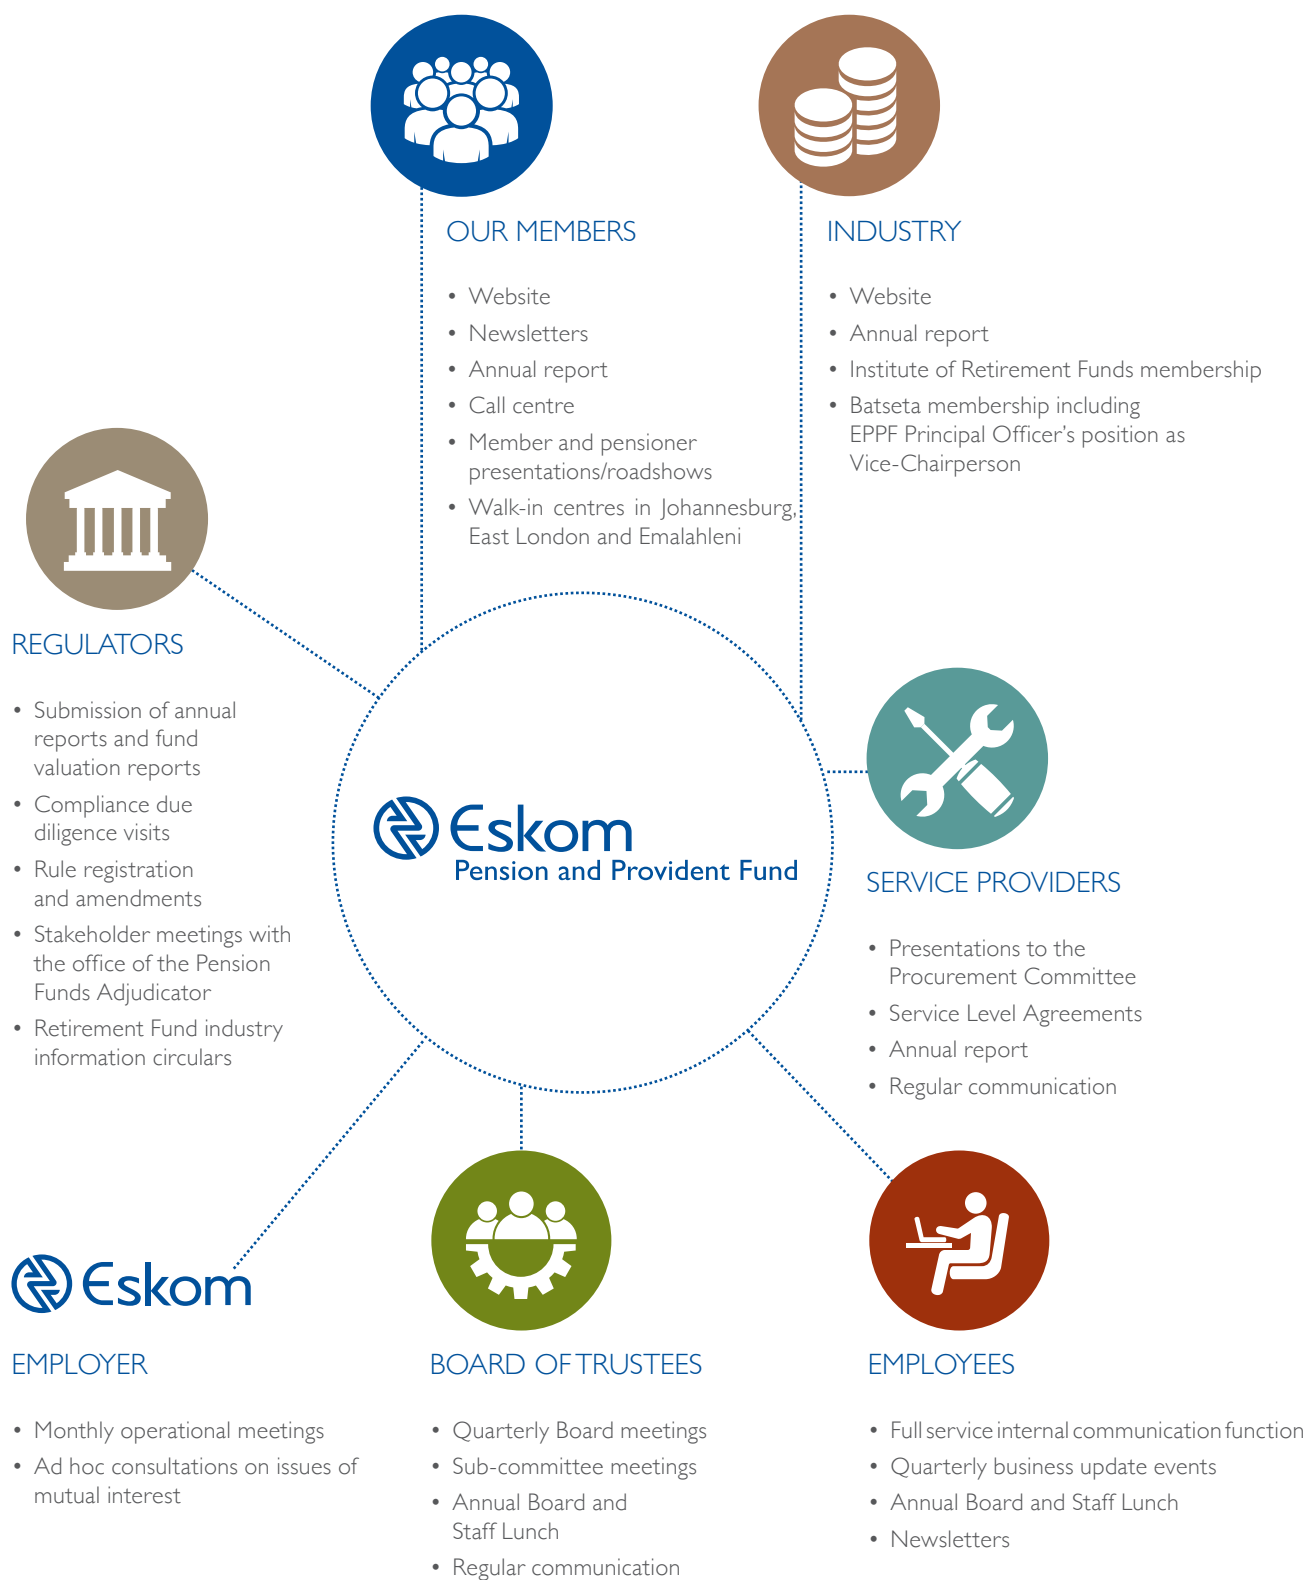 OUR MEMBERS
• Website
• Newsletters
• Annual report
• Call centre
• Member and pensioner
presentations/roadshows
• Walk-in centres in Johannesburg,
East London and Emalahleni
INDUSTRY
• Website
• Annual report
• Institute of Retirement Funds membership
• Batseta membership including
EPPF Principal Officer’s position as
Vice-Chairperson
REGULATORS
• Submission of annual
reports and fund
valuation reports
• Compliance due
diligence visits
• Rule registration
and amendments
• Stakeholder meetings with
the office of the Pension
Funds Adjudicator
• Retirement Fund industry
information circulars
Eskom
Pension and Provident Fund
SERVICE PROVIDERS
• Presentations to the
Procurement Committee
• Service Level Agreements
• Annual report
• Regular communication
Eskom
EMPLOYER
• Monthly operational meetings
• Ad hoc consultations on issues of
mutual interest
BOARD OF TRUSTEES
• Quarterly Board meetings
• Sub-committee meetings
• Annual Board and
Staff Lunch
• Regular communication
EMPLOYEES
• Full service internal communication function
• Quarterly business update events
• Annual Board and Staff Lunch
• Newsletters